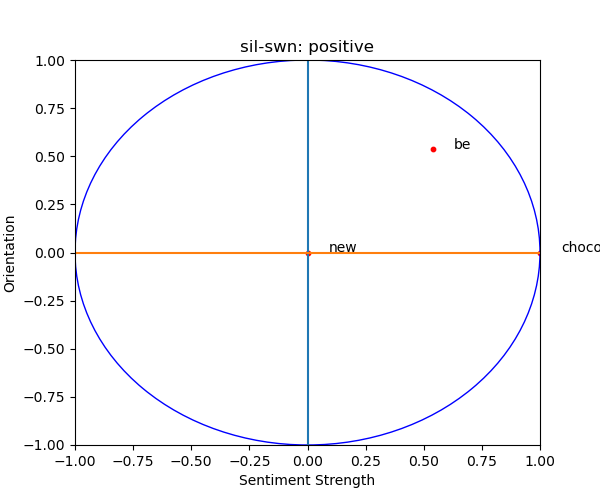 sil-swn: positive
1.00
0.75
be
0.50
0.25
new
choco
0.00
Orientation
−0.25
−0.50
−0.75
−1.00
−1.00 −0.75 −0.50 −0.25 0.00 0.25 0.50 0.75 1.00
Sentiment Strength